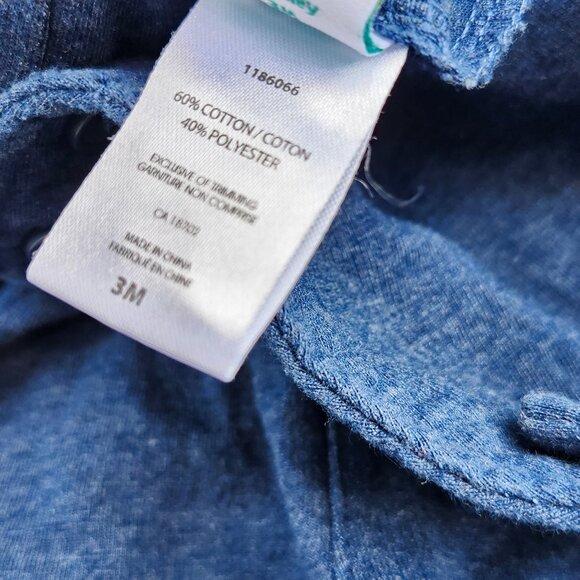 1186066
60% COTTON / COTON
40% POLYESTER
EXCLUSIVE OF TRIMMING
GARNITURE NON COMPRISE
CA 18702
MADE IN CHINA
FABRIQUÉ EN CHINE
3M